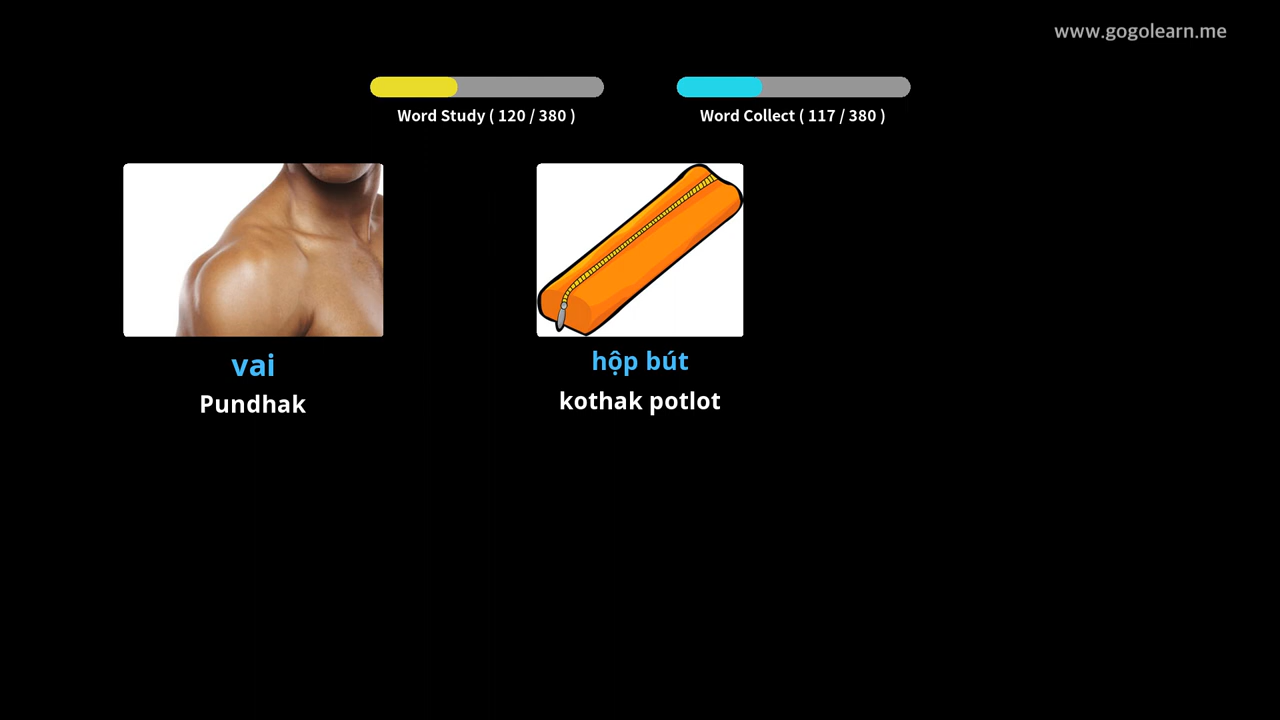 www.gogolearn.me
Word Study ( 120 / 380 )
Word Collect ( 117 / 380 )
vai
Pundhak
hộp bút
kothak potlot